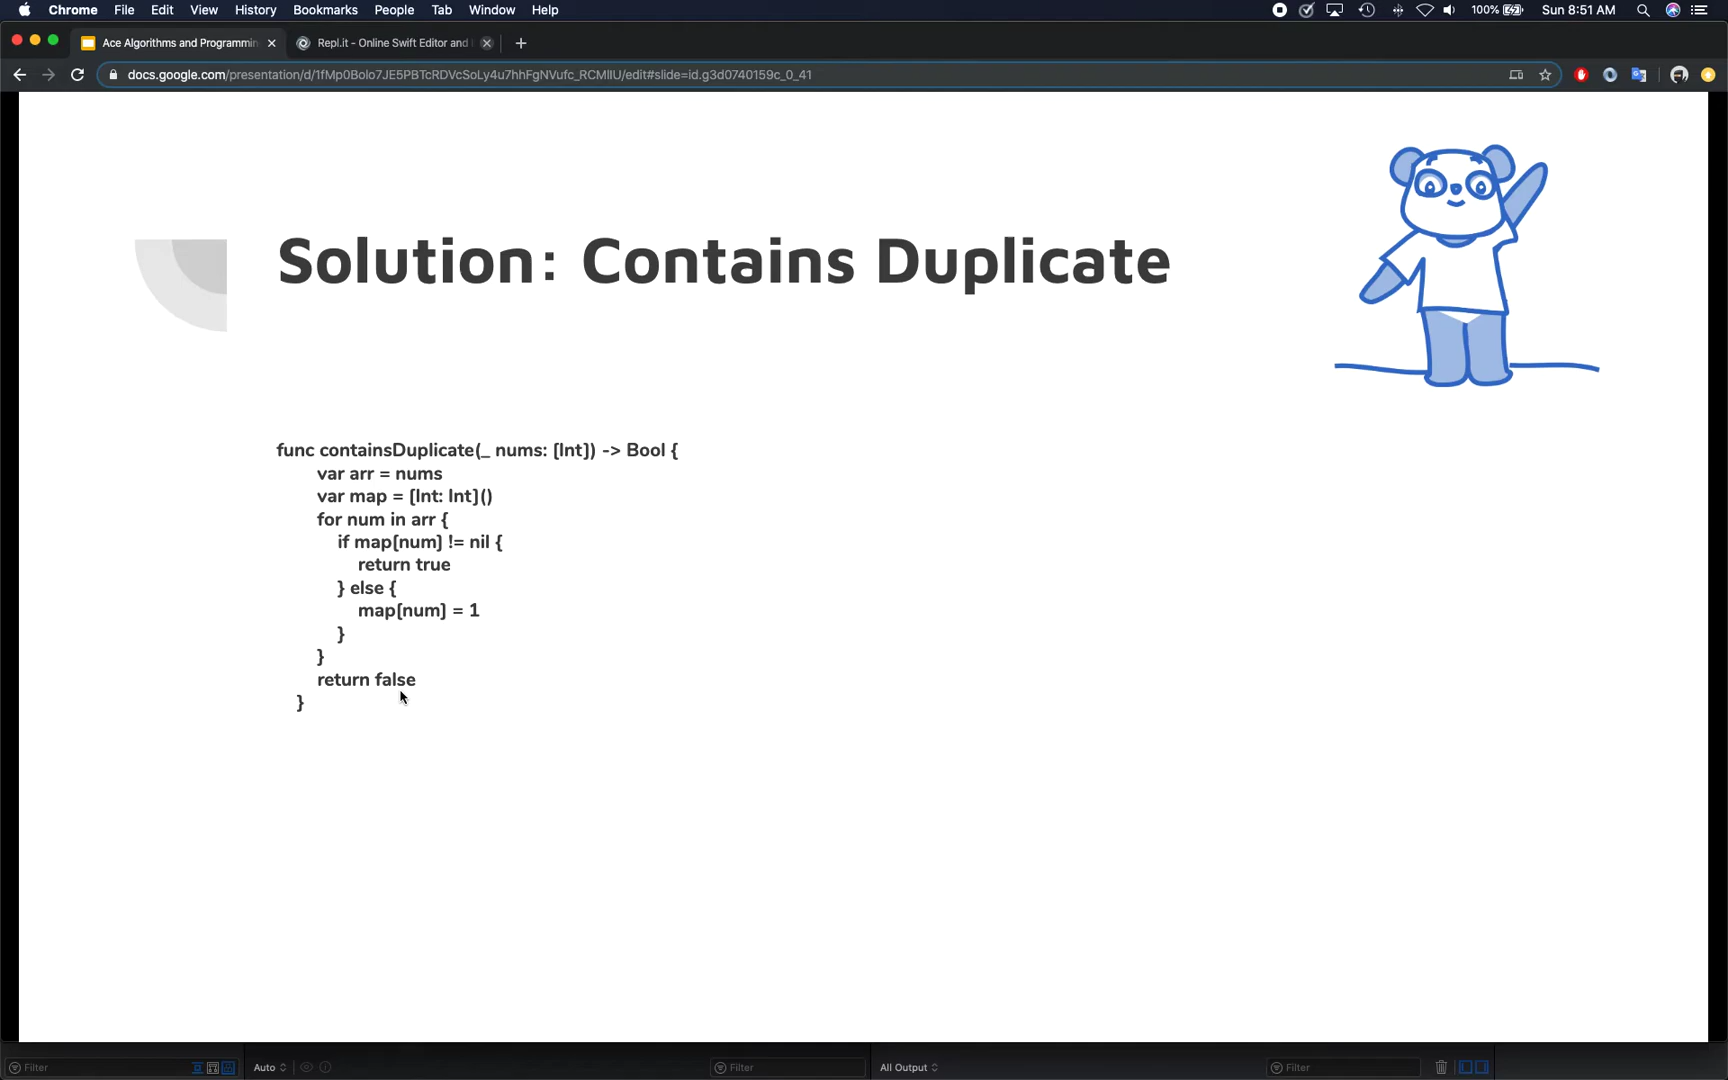 Chrome File Edit View History Bookmarks People Tab Window Help 100% Sun 8:51 AM
Ace Algorithms and Programmin Repl.it - Online Swift Editor and
docs.google.com/presentation/d/1fMp0Bolo7JE5PBTcRDVcSoLy4u7hhFgNVufc_RCMlIU/edit#slide=id.g3d0740159c_0_41
Solution: Contains Duplicate
func containsDuplicate(_ nums: [Int]) -> Bool {
var arr = nums
var map = [Int: Int]()
for num in arr {
if map[num] != nil {
return true
} else {
map[num] = 1
}
}
return false
}
Filter Auto Filter All Output Filter